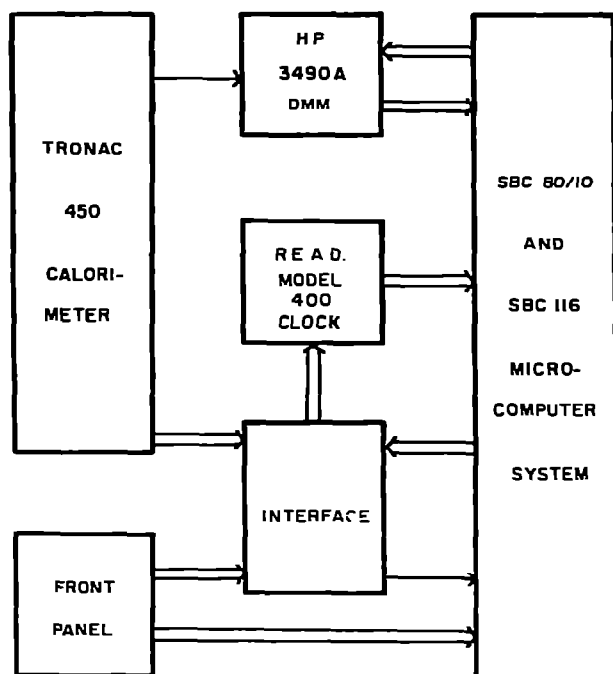 TRONAC
450
CALORI-
METER
HP
3490A
DMM
R E A D.
MODEL
400
CLOCK
INTERFACE
FRONT
PANEL
SBC 80/10
AND
SBC 116
MICRO-
COMPUTER
SYSTEM